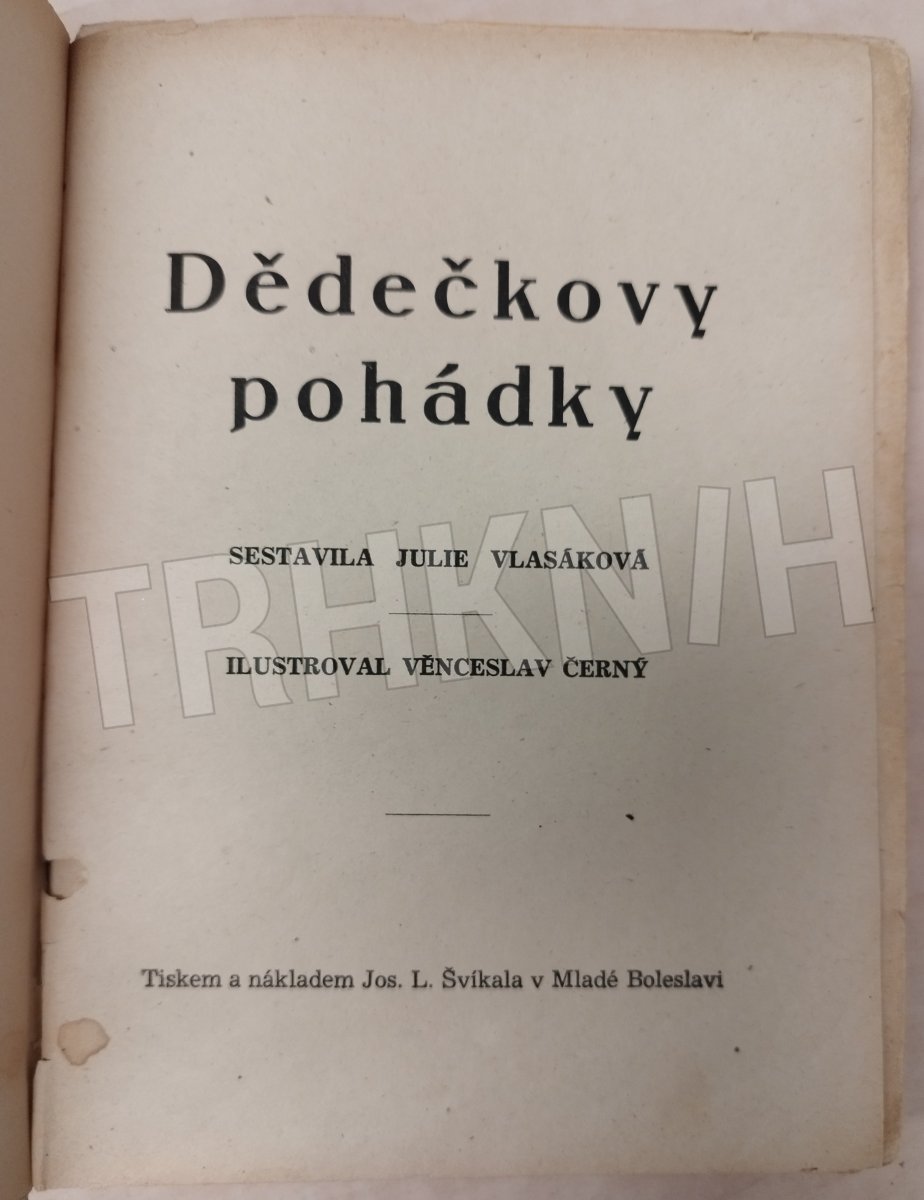 Dědečkovy
pohádky
SESTAVILA JULIE VLASÁKOVÁ
ILUSTROVAL VĚNCESLAV ČERNÝ
Tiskem a nákladem Jos. L. Švíkala v Mladé Boleslavi
TRHKNIH